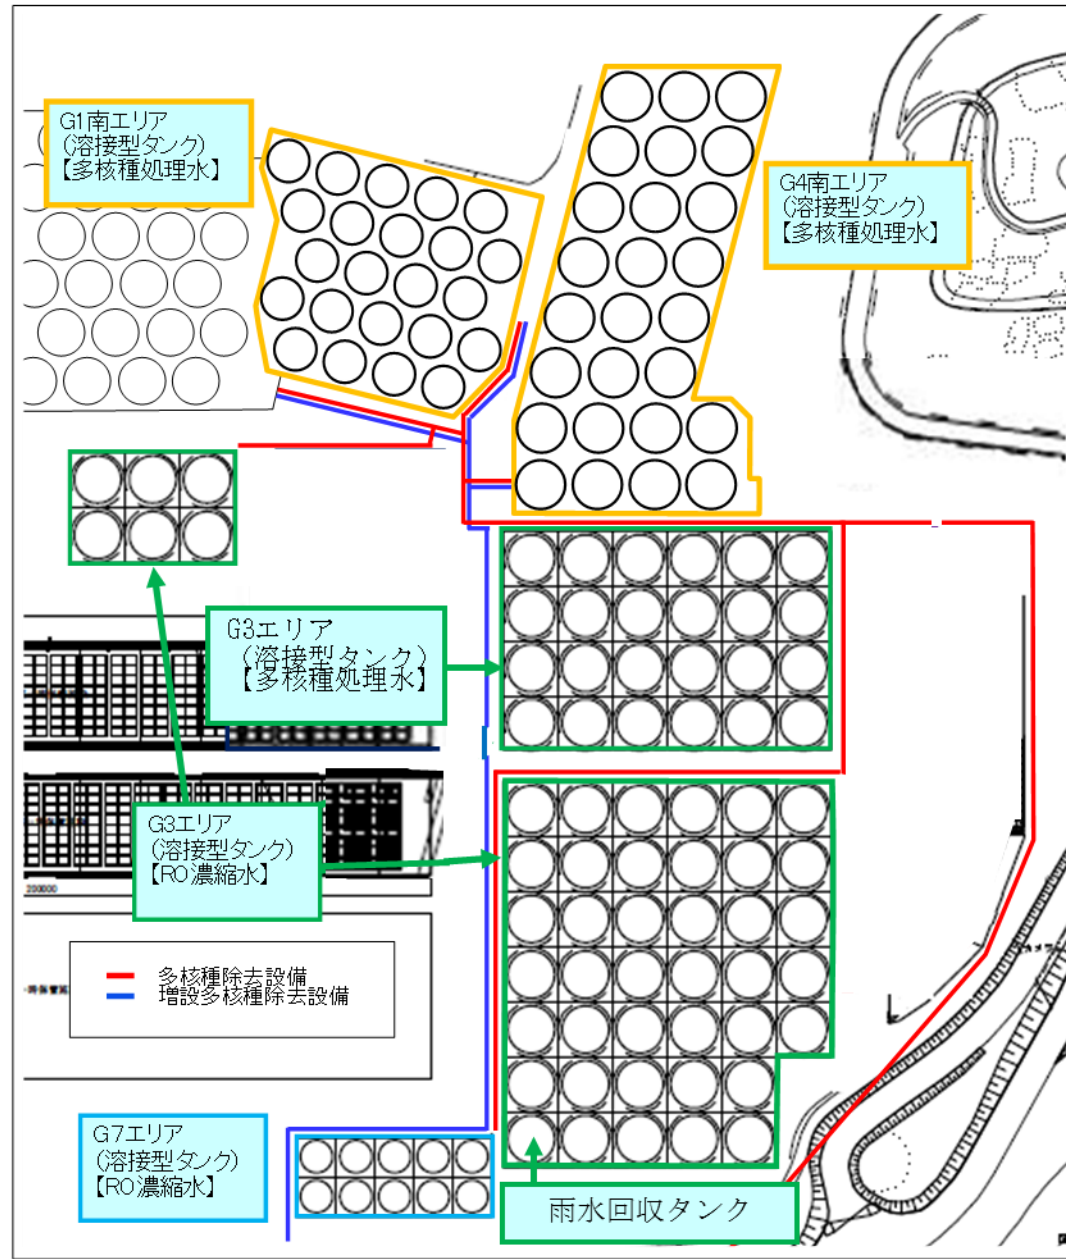 G1南エリア
(溶接型タンク)
【多核種処理水】
G4南エリア
(溶接型タンク)
【多核種処理水】
G3エリア
(溶接型タンク)
【多核種処理水】
G3エリア
(溶接型タンク)
【RO濃縮水】
200000
カメラ
多核種除去設備
増設多核種除去設備
G7エリア
(溶接型タンク)
【RO濃縮水】
雨水回収タンク